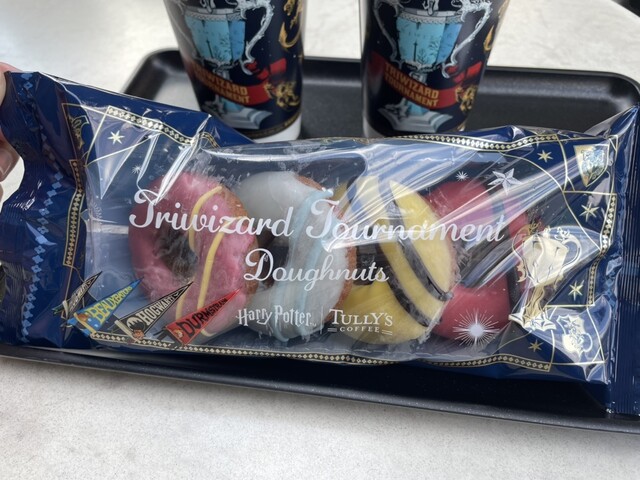 TRIWIZARD
TOURNAMENT
TRIWIZARD
TOURNAMENT
Triwizard Tournament
Doughnuts
HOGWARTS
DURMSTRANG
Harry Potter
TULLY'S
COFFEE